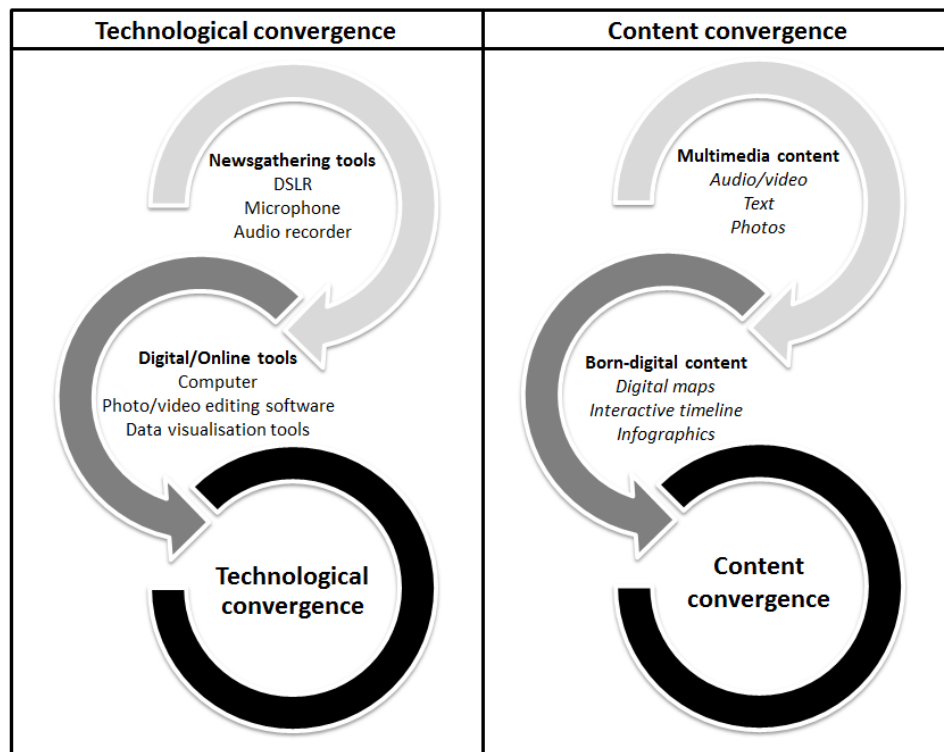 Technological convergence
Newsgathering tools
DSLR
Microphone
Audio recorder
Digital/Online tools
Computer
Photo/video editing software
Data visualisation tools
Technological
convergence
Content convergence
Multimedia content
Audio/video
Text
Photos
Born-digital content
Digital maps
Interactive timeline
Infographics
Content
convergence